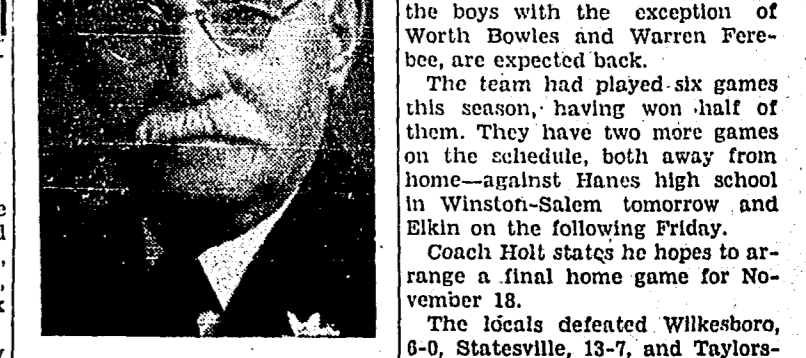 the boys with the exception of
Worth Bowles and Warren Fere-
bee, are expected back.
The team had played six games
this season, having won half of
them. They have two more games
on the schedule, both away from
home—against Hanes high school
in Winston-Salem tomorrow and
Elkin on the following Friday.
Coach Holt states he hopes to ar-
range a final home game for No-
vember 18.
The locals defeated Wilkesboro,
6-0, Statesville, 13-7, and Taylors-